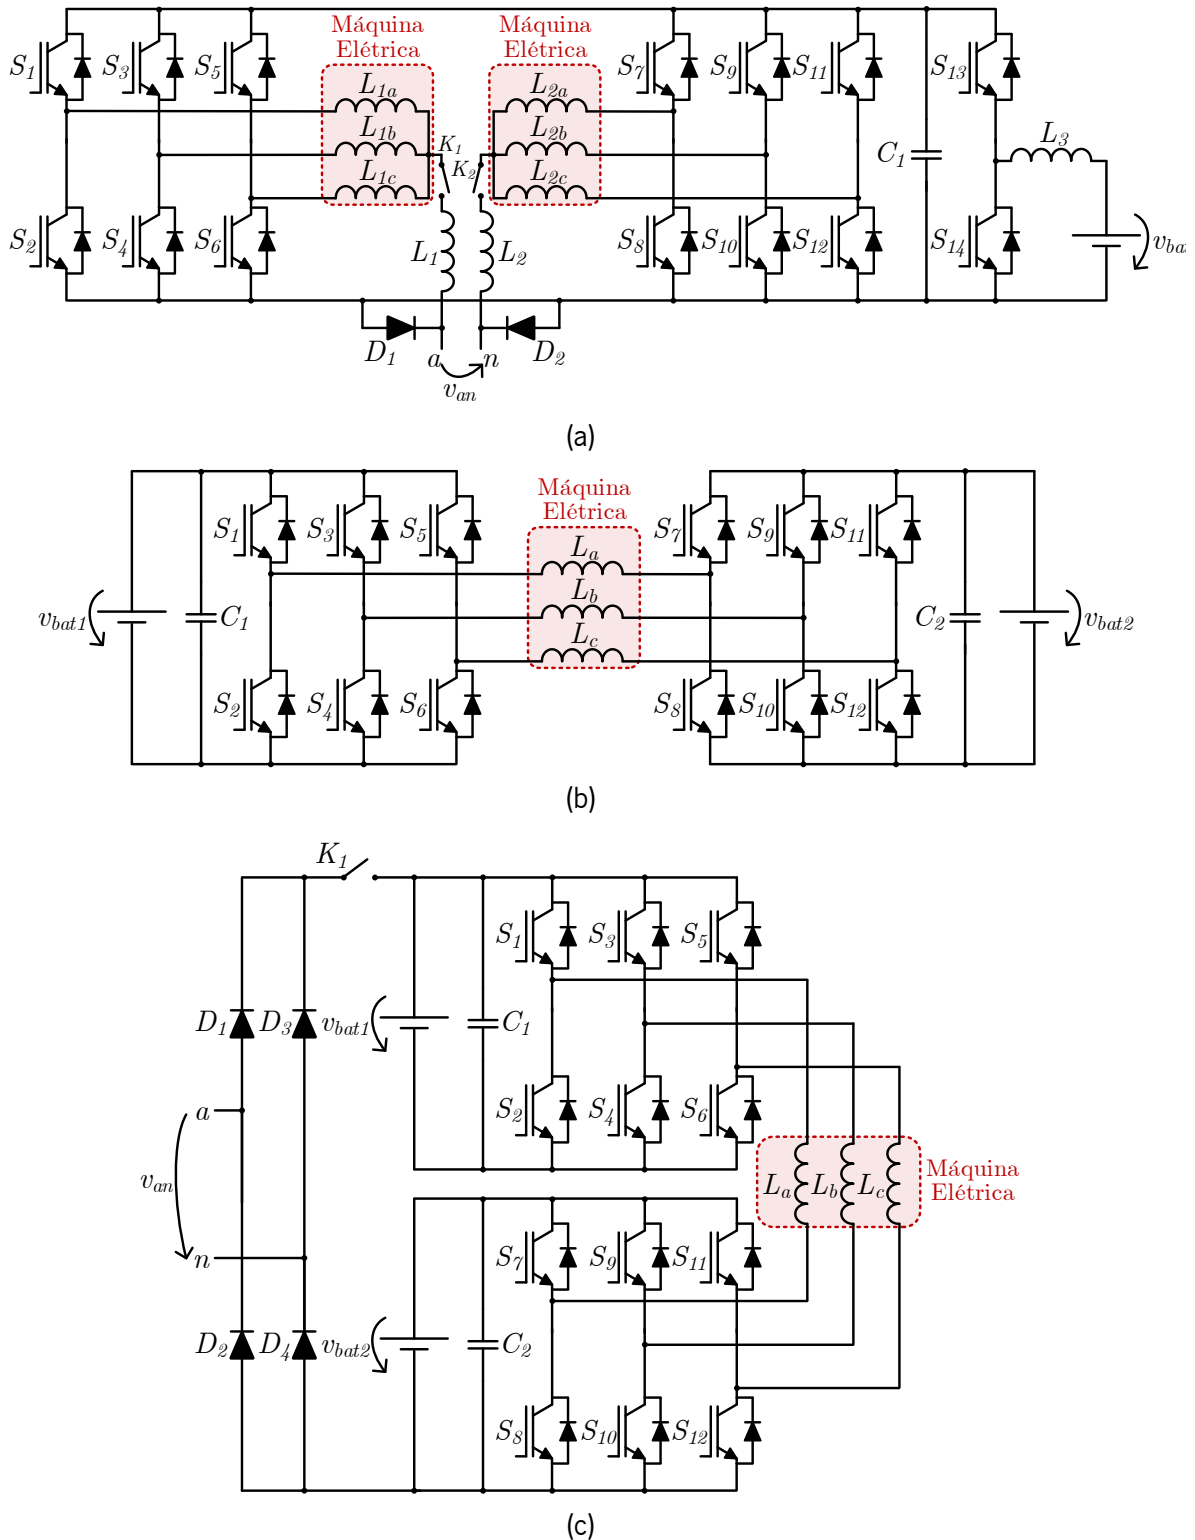 Máquina
Elétrica
Máquina
Elétrica
S1 S3 S5
L1a
L2a
S7 S9 S11 S13
L1b
L2b
K1
K2
L1c
L2c
C1
L3
S2 S4 S6
L1 L2
S8 S10 S12 S14
vbat
D1 a n D2
van
(a)
Máquina
Elétrica
S1 S3 S5
S7 S9 S11
La
Lb
Lc
vbat1 C1
C2 vbat2
S2 S4 S6
S8 S10 S12
(b)
K1
S1 S3 S5
D1 D3 vbat1 C1
a
S2 S4 S6
van
La Lb Lc
Máquina
Elétrica
n
S7 S9 S11
D2 D4 vbat2 C2
S8 S10 S12
(c)